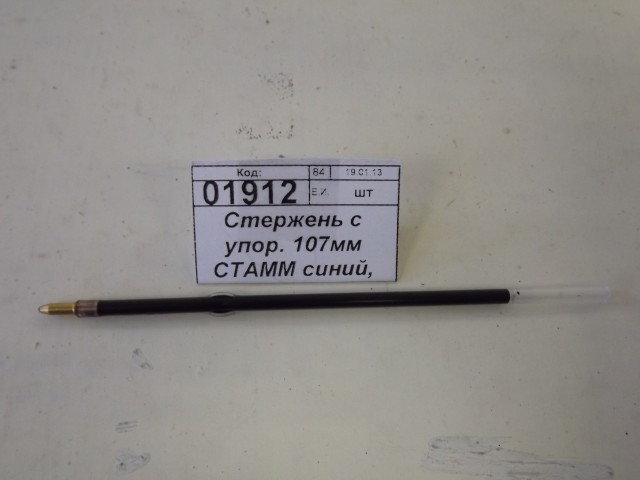 Код: 84 19.01.13
01912 Е.И. шт
Стержень с
упор. 107мм
СТАММ синий,